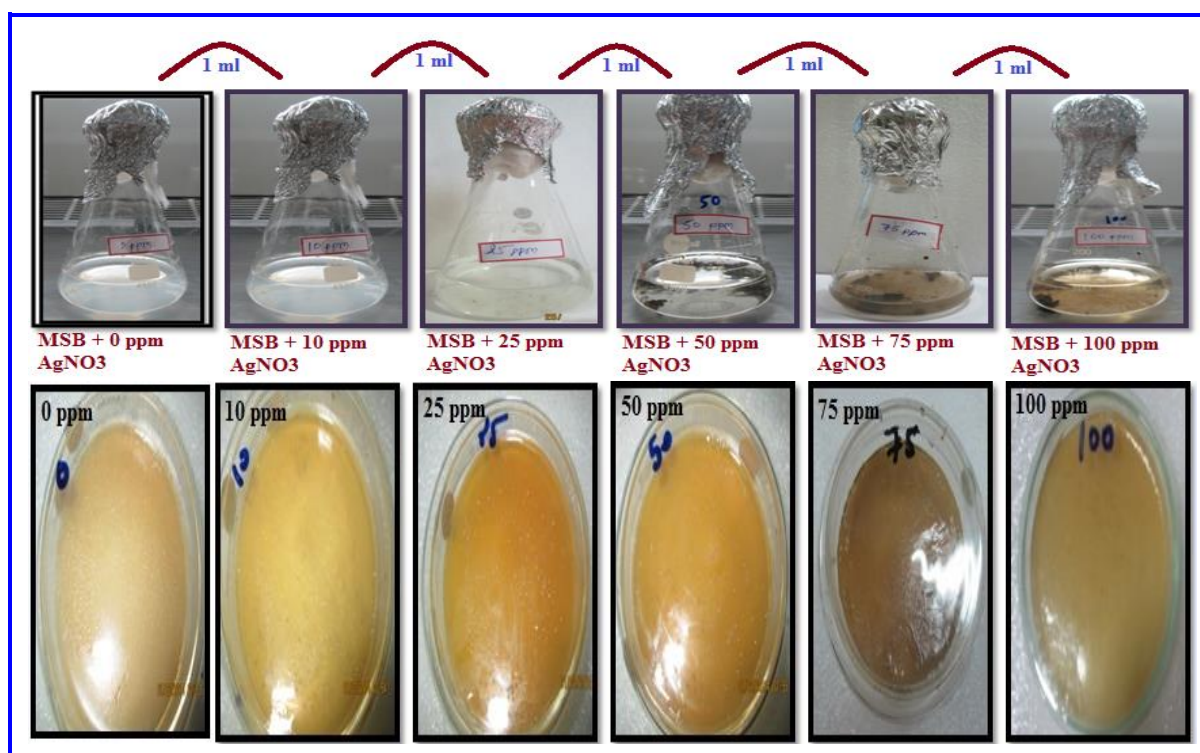 1 ml
1 ml
1 ml
1 ml
1 ml
10 ppm
25 ppm
50
50 ppm
75 ppm
100
100 ppm
MSB + 0 ppm
AgNO3
MSB + 10 ppm
AgNO3
MSB + 25 ppm
AgNO3
MSB + 50 ppm
AgNO3
MSB + 75 ppm
AgNO3
MSB + 100 ppm
AgNO3
0 ppm
10 ppm
25 ppm
50 ppm
75 ppm
100 ppm
0
10
25
50
75
100